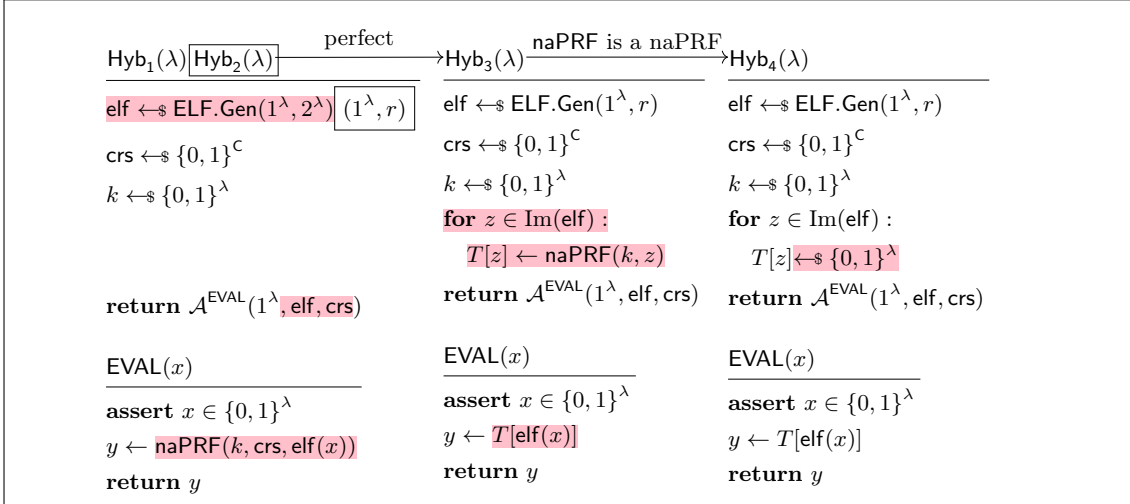 Hyb₁(λ) Hyb₂(λ) perfect Hyb₃(λ) naPRF is a naPRF Hyb₄(λ)
elf ←$ ELF.Gen(1^λ, 2^λ) (1^λ, r)
crs ←$ {0, 1}^C
k ←$ {0, 1}^λ
return 𝒜^EVAL(1^λ, elf, crs)
EVAL(x)
assert x ∈ {0, 1}^λ
y ← naPRF(k, crs, elf(x))
return y
elf ←$ ELF.Gen(1^λ, r)
crs ←$ {0, 1}^C
k ←$ {0, 1}^λ
for z ∈ Im(elf) :
T[z] ← naPRF(k, z)
return 𝒜^EVAL(1^λ, elf, crs)
EVAL(x)
assert x ∈ {0, 1}^λ
y ← T[elf(x)]
return y
elf ←$ ELF.Gen(1^λ, r)
crs ←$ {0, 1}^C
k ←$ {0, 1}^λ
for z ∈ Im(elf) :
T[z] ←$ {0, 1}^λ
return 𝒜^EVAL(1^λ, elf, crs)
EVAL(x)
assert x ∈ {0, 1}^λ
y ← T[elf(x)]
return y